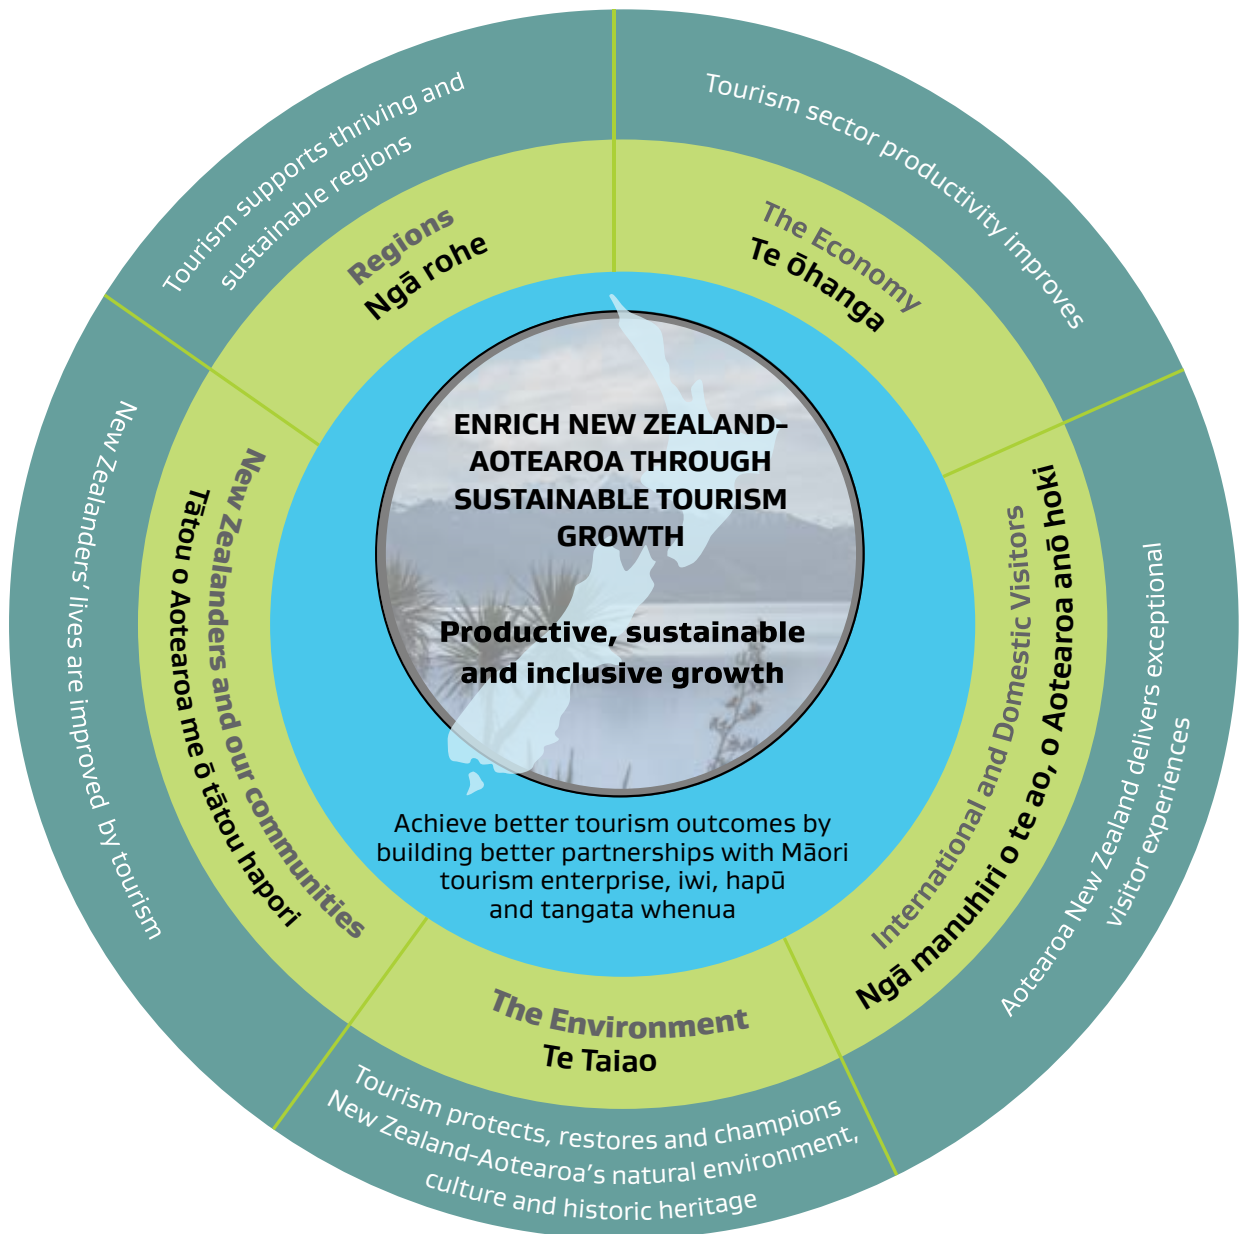 ENRICH NEW ZEALAND–
AOTEAROA THROUGH
SUSTAINABLE TOURISM
GROWTH
Productive, sustainable
and inclusive growth
Achieve better tourism outcomes by
building better partnerships with Māori
tourism enterprise, iwi, hapū
and tangata whenua
The Economy
Te ōhanga
Tourism sector productivity improves
International and Domestic Visitors
Ngā manuhiri o te ao, o Aotearoa anō hoki
Aotearoa New Zealand delivers exceptional
visitor experiences
The Environment
Te Taiao
Tourism protects, restores and champions
New Zealand–Aotearoa’s natural environment,
culture and historic heritage
New Zealanders and our communities
Tātou o Aotearoa me ō tātou hapori
New Zealanders’ lives are improved by tourism
Regions
Ngā rohe
Tourism supports thriving and
sustainable regions